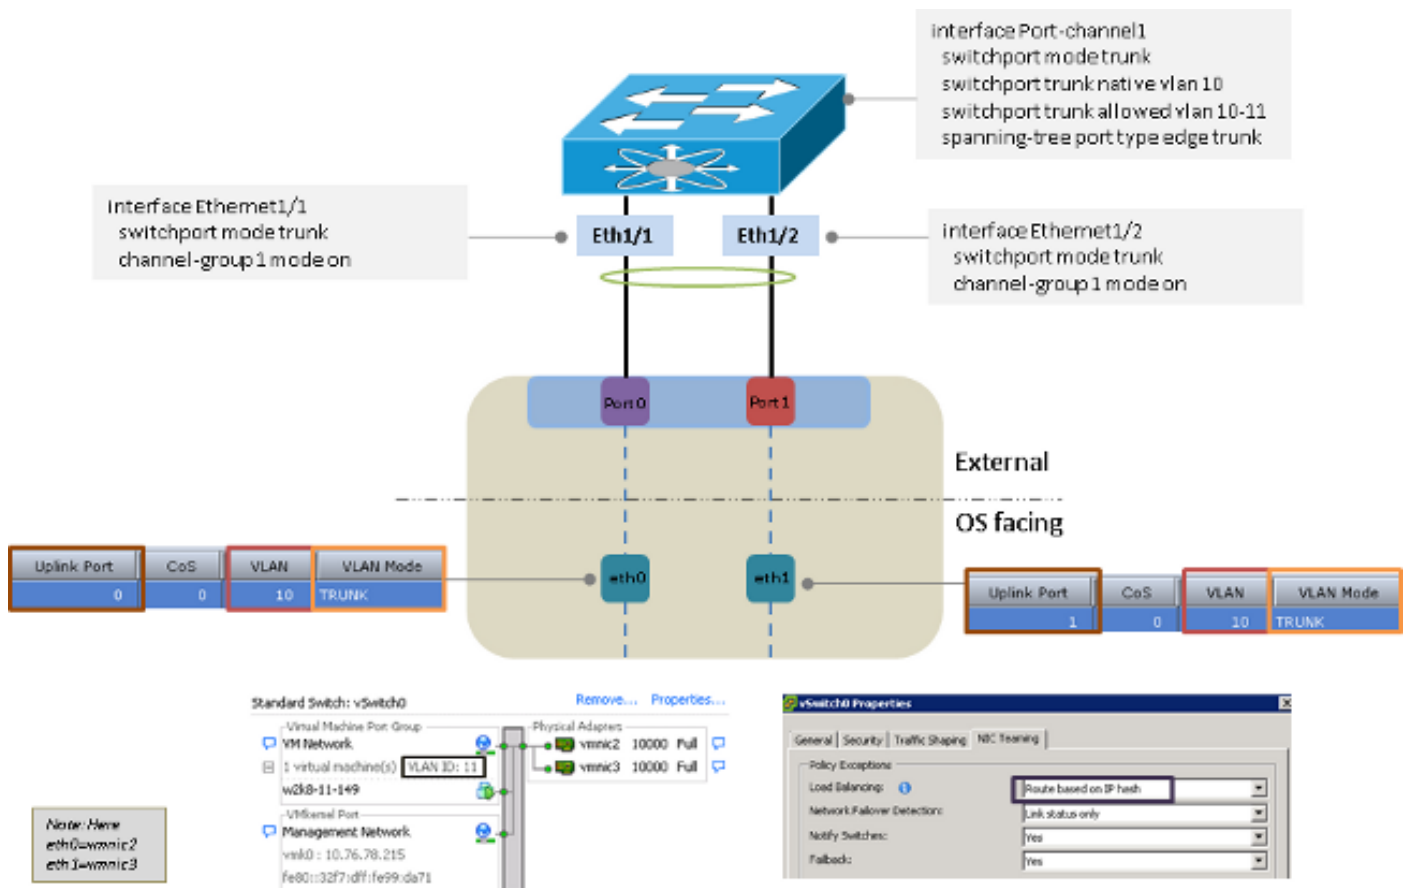 interface Port-channel1
switchport mode trunk
switchport trunk native vlan 10
switchport trunk allowed vlan 10-11
spanning-tree port type edge trunk
interface Ethernet1/1
switchport mode trunk
channel-group 1 mode on
Eth1/1
Eth1/2
interface Ethernet1/2
switchport mode trunk
channel-group 1 mode on
Port 0
Port 1
External
OS facing
Uplink Port CoS VLAN VLAN Mode
0 0 10 TRUNK
eth0
eth1
Uplink Port CoS VLAN VLAN Mode
1 0 10 TRUNK
Standard Switch: vSwitch0 Remove... Properties...
Virtual Machine Port Group
VM Network
1 virtual machine(s) VLAN ID: 11
w2k8-11-149
VMkernel Port
Management Network
vmk0 : 10.76.78.215
fe80::32f7:dff:fe99:da71
Physical Adapters
vmnic2 10000 Full
vmnic3 10000 Full
vSwitch0 Properties
General Security Traffic Shaping NIC Teaming
Policy Exceptions
Load Balancing: Route based on IP hash
Network Failover Detection: Link status only
Notify Switches: Yes
Failback: Yes
Note: Here
eth0=vmnic2
eth1=vmnic3